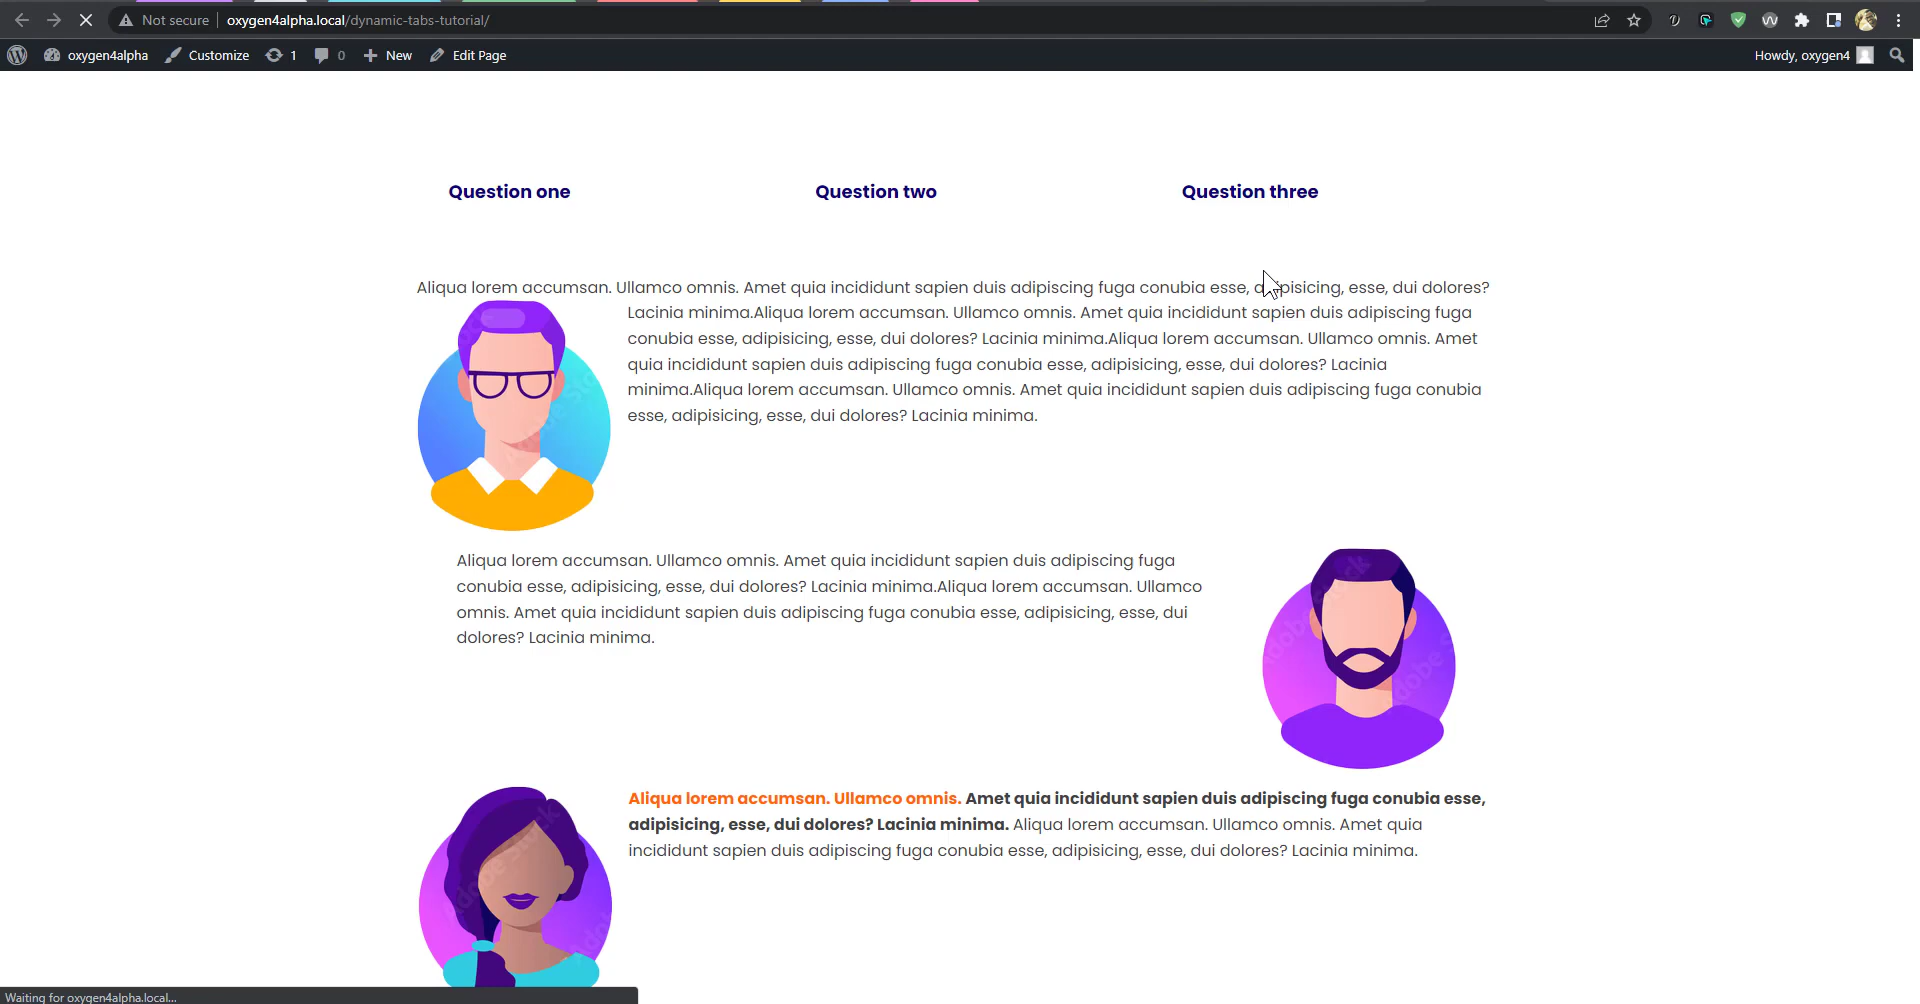 Not secure
oxygen4alpha.local/dynamic-tabs-tutorial/
oxygen4alpha
Customize
1
0
New
Edit Page
Howdy, oxygen4
Question one
Question two
Question three
Aliqua lorem accumsan. Ullamco omnis. Amet quia incididunt sapien duis adipiscing fuga conubia esse, adipisicing, esse, dui dolores?
Lacinia minima.Aliqua lorem accumsan. Ullamco omnis. Amet quia incididunt sapien duis adipiscing fuga
conubia esse, adipisicing, esse, dui dolores? Lacinia minima.Aliqua lorem accumsan. Ullamco omnis. Amet
quia incididunt sapien duis adipiscing fuga conubia esse, adipisicing, esse, dui dolores? Lacinia
minima.Aliqua lorem accumsan. Ullamco omnis. Amet quia incididunt sapien duis adipiscing fuga conubia
esse, adipisicing, esse, dui dolores? Lacinia minima.
Aliqua lorem accumsan. Ullamco omnis. Amet quia incididunt sapien duis adipiscing fuga
conubia esse, adipisicing, esse, dui dolores? Lacinia minima.Aliqua lorem accumsan. Ullamco
omnis. Amet quia incididunt sapien duis adipiscing fuga conubia esse, adipisicing, esse, dui
dolores? Lacinia minima.
Aliqua lorem accumsan. Ullamco omnis. Amet quia incididunt sapien duis adipiscing fuga conubia esse,
adipisicing, esse, dui dolores? Lacinia minima. Aliqua lorem accumsan. Ullamco omnis. Amet quia
incididunt sapien duis adipiscing fuga conubia esse, adipisicing, esse, dui dolores? Lacinia minima.
Waiting for oxygen4alpha.local...